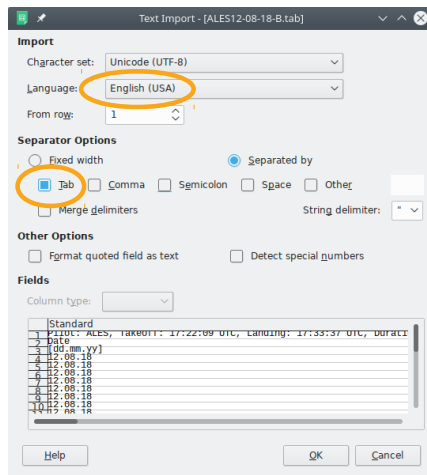 Text Import - [ALES12-08-18-B.tab]
Import
Character set: Unicode (UTF-8)
Language: English (USA)
From row: 1
Separator Options
Fixed width Separated by
Tab Comma Semicolon Space Other
Merge delimiters String delimiter: "
Other Options
Format quoted field as text Detect special numbers
Fields
Column type:
Standard
1 Pilot: ALES, Takeoff: 17:22:09 UTC, Landing: 17:33:37 UTC, Durati
2 Date
3 [dd.mm.yy]
4 12.08.18
5 12.08.18
6 12.08.18
7 12.08.18
8 12.08.18
9 12.08.18
10 12.08.18
11 12.08.18
Help OK Cancel